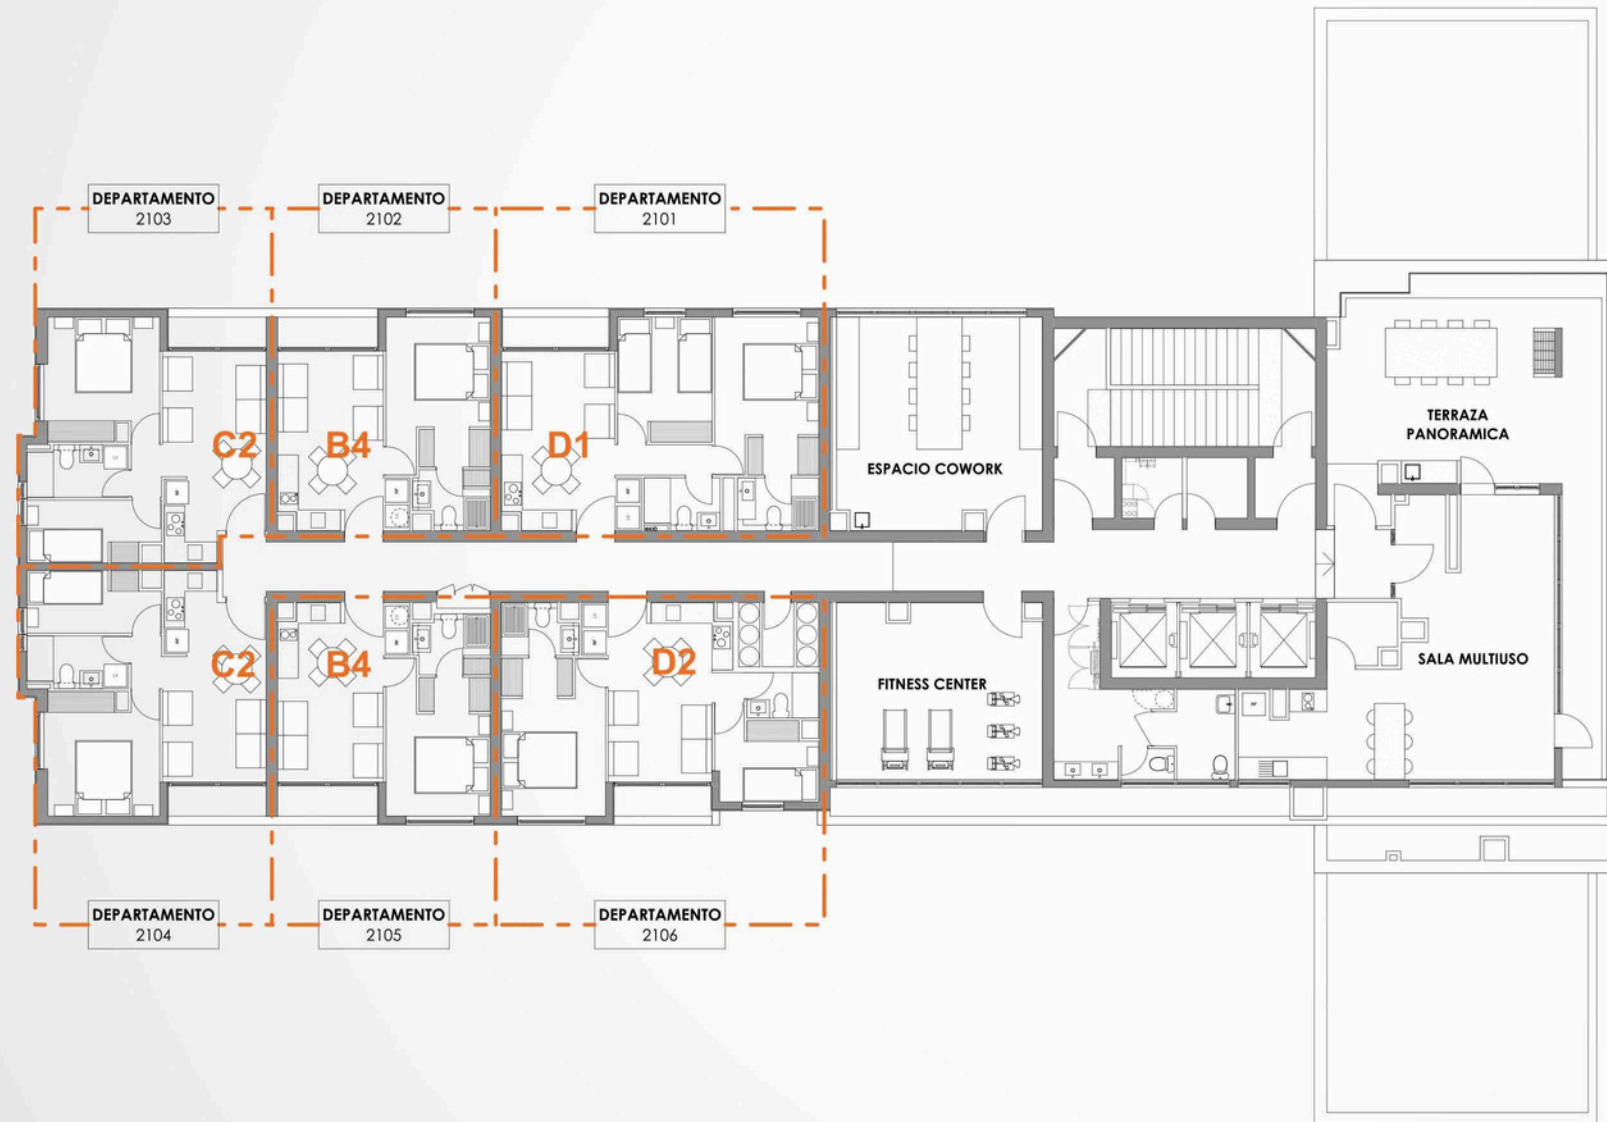 DEPARTAMENTO
2103
DEPARTAMENTO
2102
DEPARTAMENTO
2101
TERRAZA
PANORAMICA
C2
B4
D1
ESPACIO COWORK
C2
B4
D2
SALA MULTIUSO
FITNESS CENTER
DEPARTAMENTO
2104
DEPARTAMENTO
2105
DEPARTAMENTO
2106